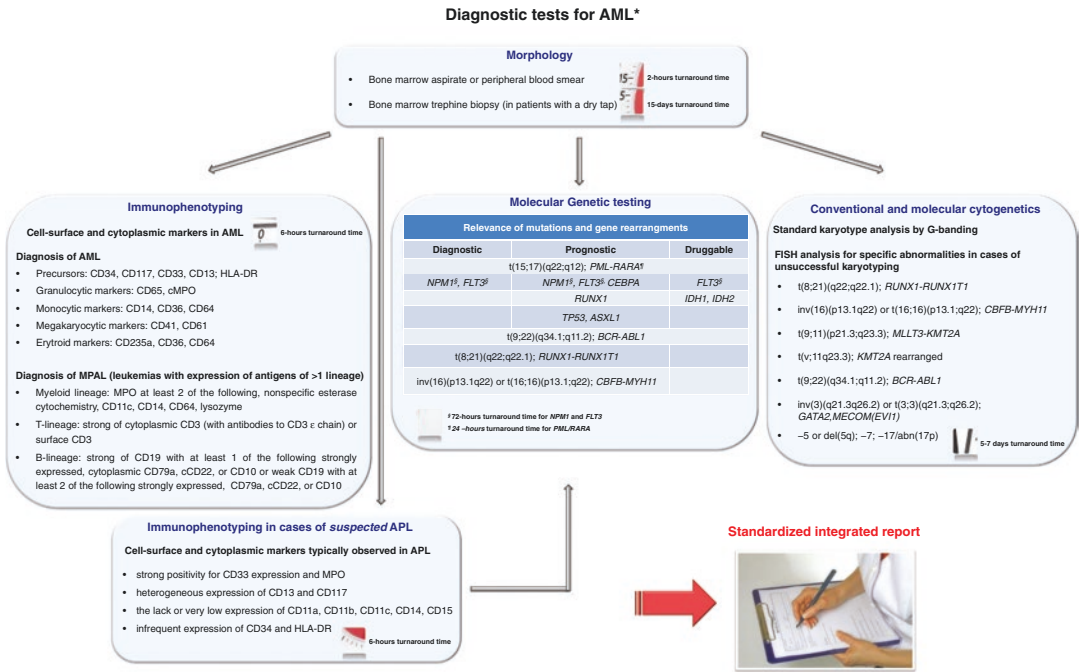 Diagnostic tests for AML*
Morphology
• Bone marrow aspirate or peripheral blood smear
15–
2-hours turnaround time
• Bone marrow trephine biopsy (in patients with a dry tap)
5–
15-days turnaround time
Immunophenotyping
Cell-surface and cytoplasmic markers in AML
0
6-hours turnaround time
Diagnosis of AML
• Precursors: CD34, CD117, CD33, CD13; HLA-DR
• Granulocytic markers: CD65, cMPO
• Monocytic markers: CD14, CD36, CD64
• Megakaryocytic markers: CD41, CD61
• Erytroid markers: CD235a, CD36, CD64
Diagnosis of MPAL (leukemias with expression of antigens of >1 lineage)
• Myeloid lineage: MPO at least 2 of the following, nonspecific esterase
cytochemistry, CD11c, CD14, CD64, lysozyme
• T-lineage: strong of cytoplasmic CD3 (with antibodies to CD3 ε chain) or
surface CD3
• B-lineage: strong of CD19 with at least 1 of the following strongly
expressed, cytoplasmic CD79a, cCD22, or CD10 or weak CD19 with at
least 2 of the following strongly expressed, CD79a, cCD22, or CD10
Molecular Genetic testing
Relevance of mutations and gene rearrangments
Diagnostic Prognostic Druggable
t(15;17)(q22;q12); PML-RARA¶
NPM1§, FLT3§ NPM1§, FLT3§, CEBPA FLT3§
RUNX1 IDH1, IDH2
TP53, ASXL1
t(9;22)(q34.1;q11.2); BCR-ABL1
t(8;21)(q22;q22.1); RUNX1-RUNX1T1
inv(16)(p13.1q22) or t(16;16)(p13.1;q22); CBFB-MYH11
§72-hours turnaround time for NPM1 and FLT3
¶24 –hours turnaround time for PML/RARA
Conventional and molecular cytogenetics
Standard karyotype analysis by G-banding
FISH analysis for specific abnormalities in cases of
unsuccessful karyotyping
• t(8;21)(q22;q22.1); RUNX1-RUNX1T1
• inv(16)(p13.1q22) or t(16;16)(p13.1;q22); CBFB-MYH11
• t(9;11)(p21.3;q23.3); MLLT3-KMT2A
• t(v;11q23.3); KMT2A rearranged
• t(9;22)(q34.1;q11.2); BCR-ABL1
• inv(3)(q21.3q26.2) or t(3;3)(q21.3;q26.2);
GATA2,MECOM(EVI1)
• –5 or del(5q); –7; –17/abn(17p)
5-7 days turnaround time
Immunophenotyping in cases of suspected APL
Cell-surface and cytoplasmic markers typically observed in APL
• strong positivity for CD33 expression and MPO
• heterogeneous expression of CD13 and CD117
• the lack or very low expression of CD11a, CD11b, CD11c, CD14, CD15
• infrequent expression of CD34 and HLA-DR
6-hours turnaround time
Standardized integrated report